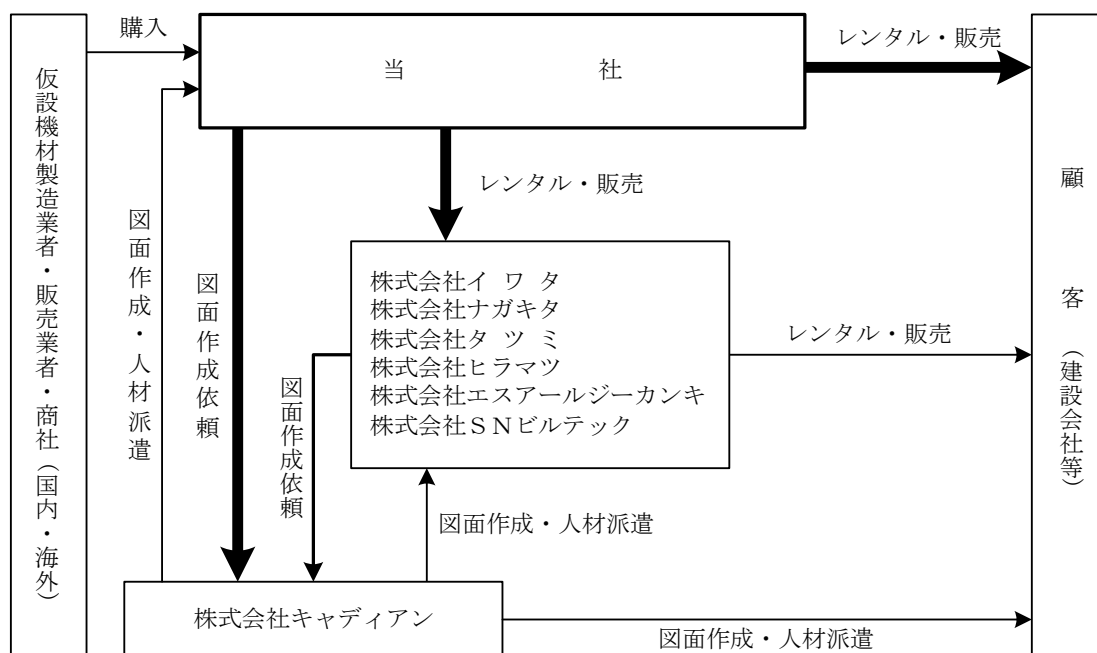 仮設機材製造業者・販売業者・商社（国内・海外）
購入
当　　　社
レンタル・販売
顧　客　（建設会社等）
図面作成・人材派遣
図面作成依頼
レンタル・販売
株式会社イ ワ タ
株式会社ナガキタ
株式会社タ ツ ミ
株式会社ヒラマツ
株式会社エスアールジーカンキ
株式会社ＳＮビルテック
レンタル・販売
図面作成依頼
図面作成・人材派遣
株式会社キャディアン
図面作成・人材派遣